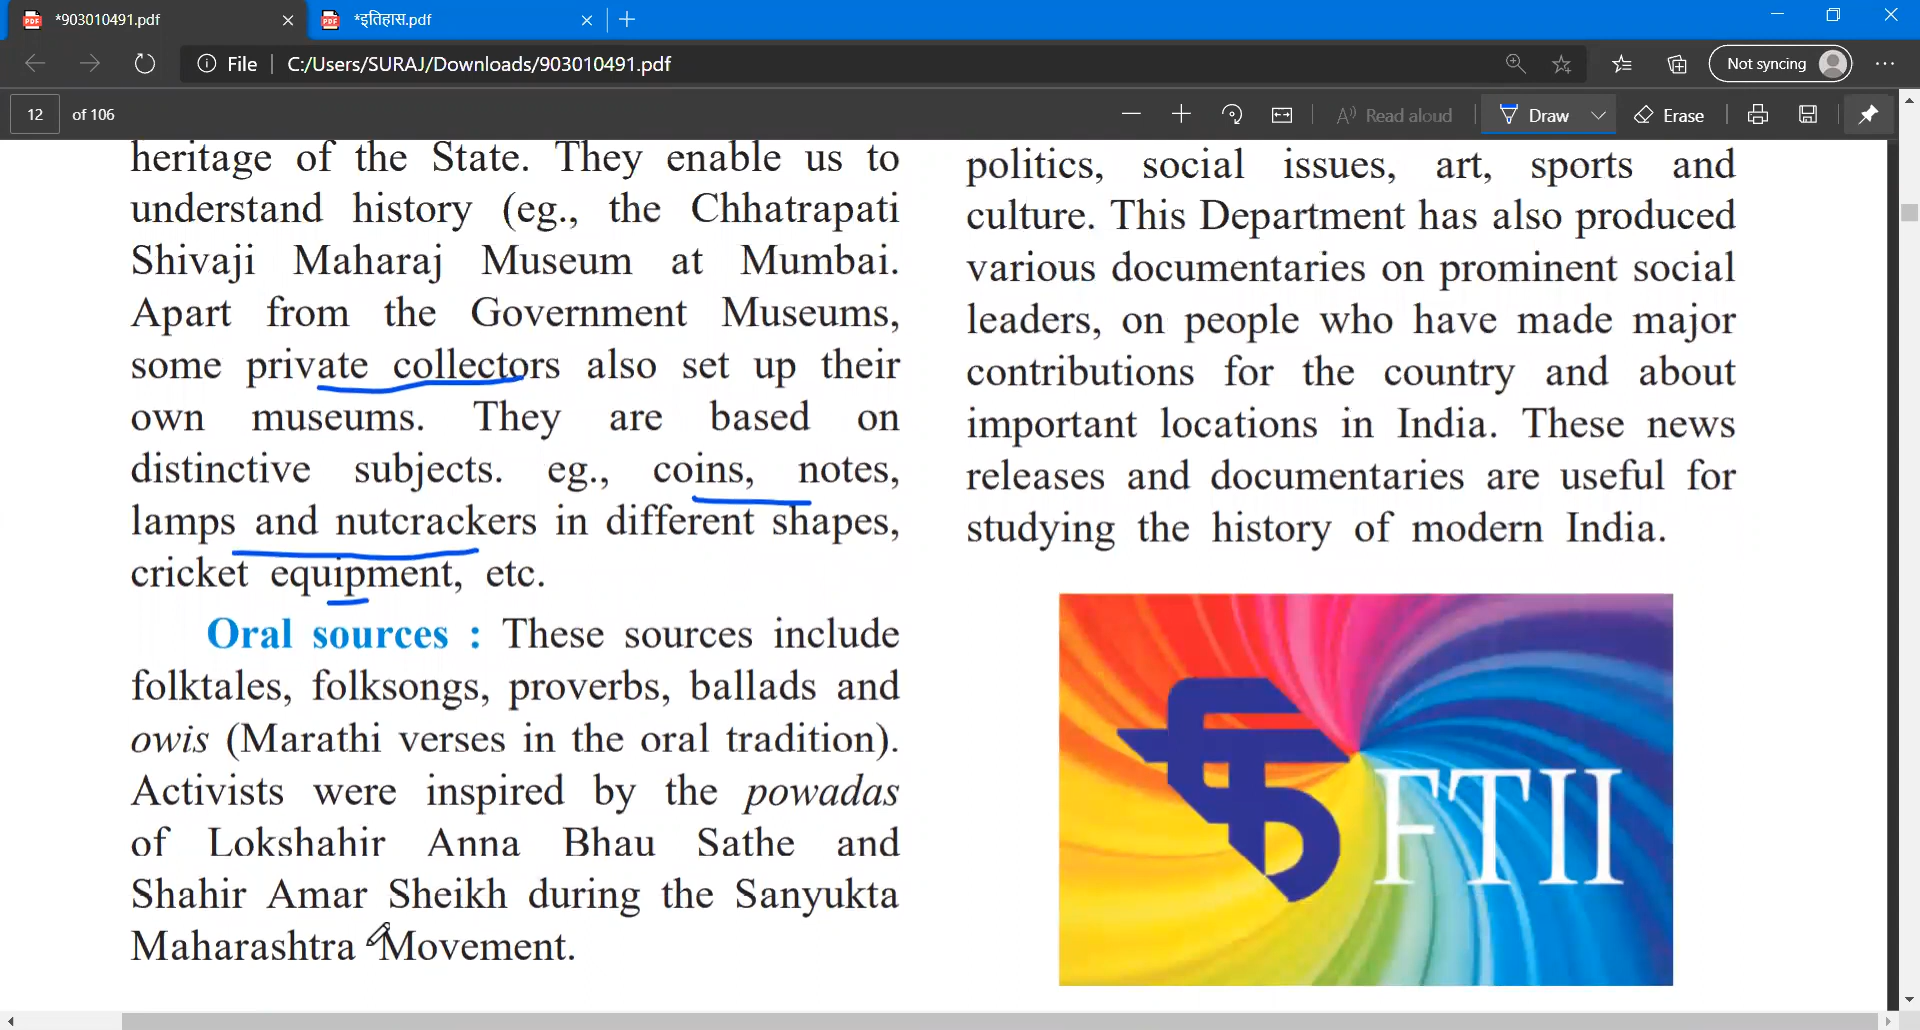 *903010491.pdf
*इतिहास.pdf
File
C:/Users/SURAJ/Downloads/903010491.pdf
Not syncing
12 of 106
Read aloud
Draw
Erase
heritage of the State. They enable us to
understand history (eg., the Chhatrapati
Shivaji Maharaj Museum at Mumbai.
Apart from the Government Museums,
some private collectors also set up their
own museums. They are based on
distinctive subjects. eg., coins, notes,
lamps and nutcrackers in different shapes,
cricket equipment, etc.
Oral sources : These sources include
folktales, folksongs, proverbs, ballads and
owis (Marathi verses in the oral tradition).
Activists were inspired by the powadas
of Lokshahir Anna Bhau Sathe and
Shahir Amar Sheikh during the Sanyukta
Maharashtra Movement.
politics, social issues, art, sports and
culture. This Department has also produced
various documentaries on prominent social
leaders, on people who have made major
contributions for the country and about
important locations in India. These news
releases and documentaries are useful for
studying the history of modern India.
FTII